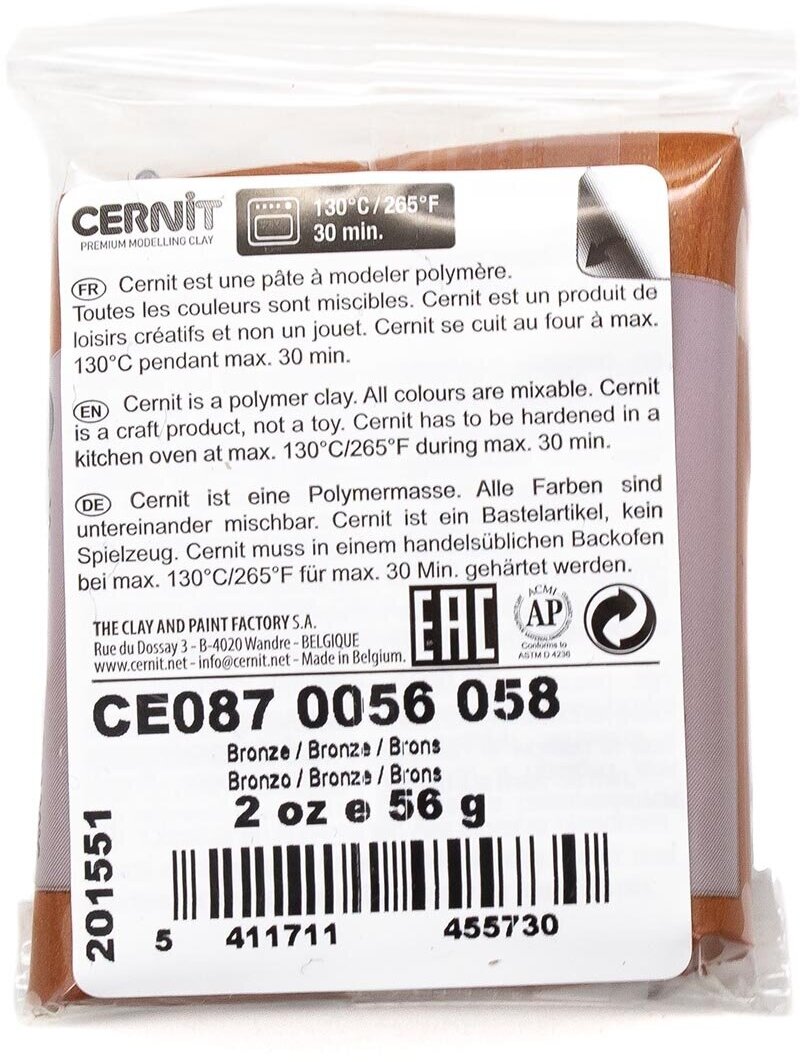 CERNIT
PREMIUM MODELLING CLAY
130°C / 265°F
30 min.
FR Cernit est une pâte à modeler polymère.
Toutes les couleurs sont miscibles. Cernit est un produit de
loisirs créatifs et non un jouet. Cernit se cuit au four à max.
130°C pendant max. 30 min.
EN Cernit is a polymer clay. All colours are mixable. Cernit
is a craft product, not a toy. Cernit has to be hardened in a
kitchen oven at max. 130°C/265°F during max. 30 min.
DE Cernit ist eine Polymermasse. Alle Farben sind
untereinander mischbar. Cernit ist ein Bastelartikel, kein
Spielzeug. Cernit muss in einem handelsüblichen Backofen
bei max. 130°C/265°F für max. 30 Min. gehärtet werden.
THE CLAY AND PAINT FACTORY S.A.
Rue du Dossay 3 - B-4020 Wandre - BELGIQUE
www.cernit.net - info@cernit.net - Made in Belgium.
EAC
ACMI
AP
Conforms to
ASTM D 4236
CE087 0056 058
Bronze / Bronze / Brons
Bronzo / Bronze / Brons
2 oz e 56 g
201551
5 411711 455730